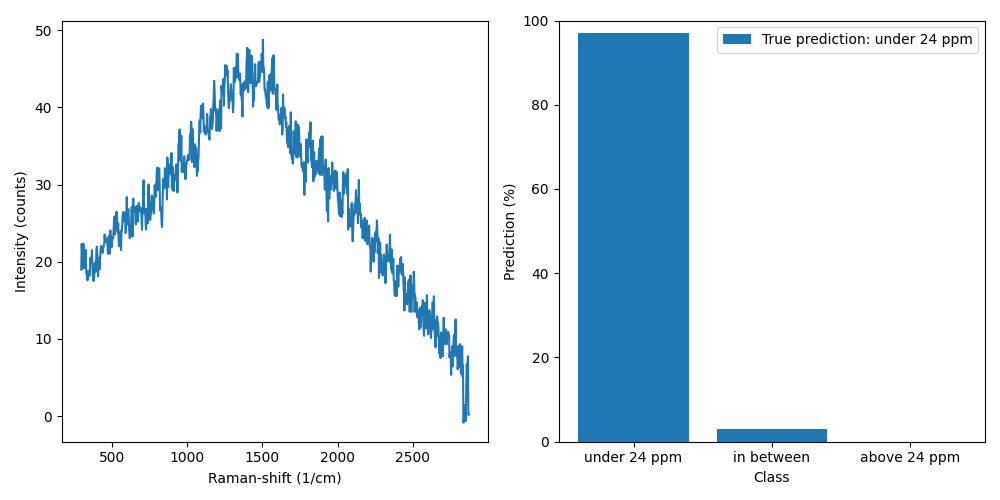 50
40
30
20
10
0
500 1000 1500 2000 2500
Intensity (counts)
Raman-shift (1/cm)
100
80
60
40
20
0
True prediction: under 24 ppm
under 24 ppm in between above 24 ppm
Prediction (%)
Class